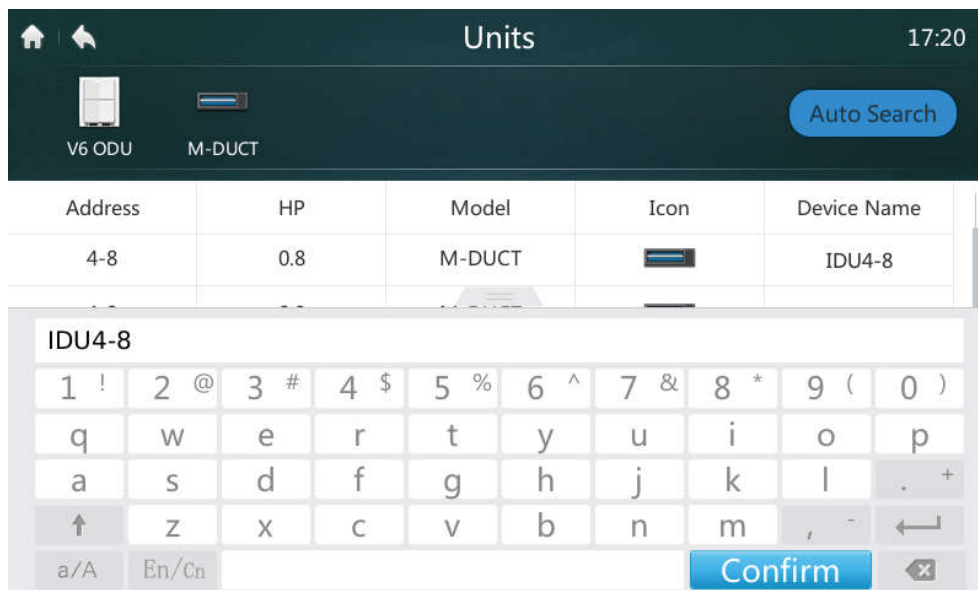 Units 17:20
Auto Search
V6 ODU M-DUCT
Address HP Model Icon Device Name
4-8 0.8 M-DUCT IDU4-8
IDU4-8
1 ! 2 @ 3 # 4 $ 5 % 6 ^ 7 & 8 * 9 ( 0 )
q w e r t y u i o p
a s d f g h j k l . +
z x c v b n m , -
a/A En/Cn Confirm